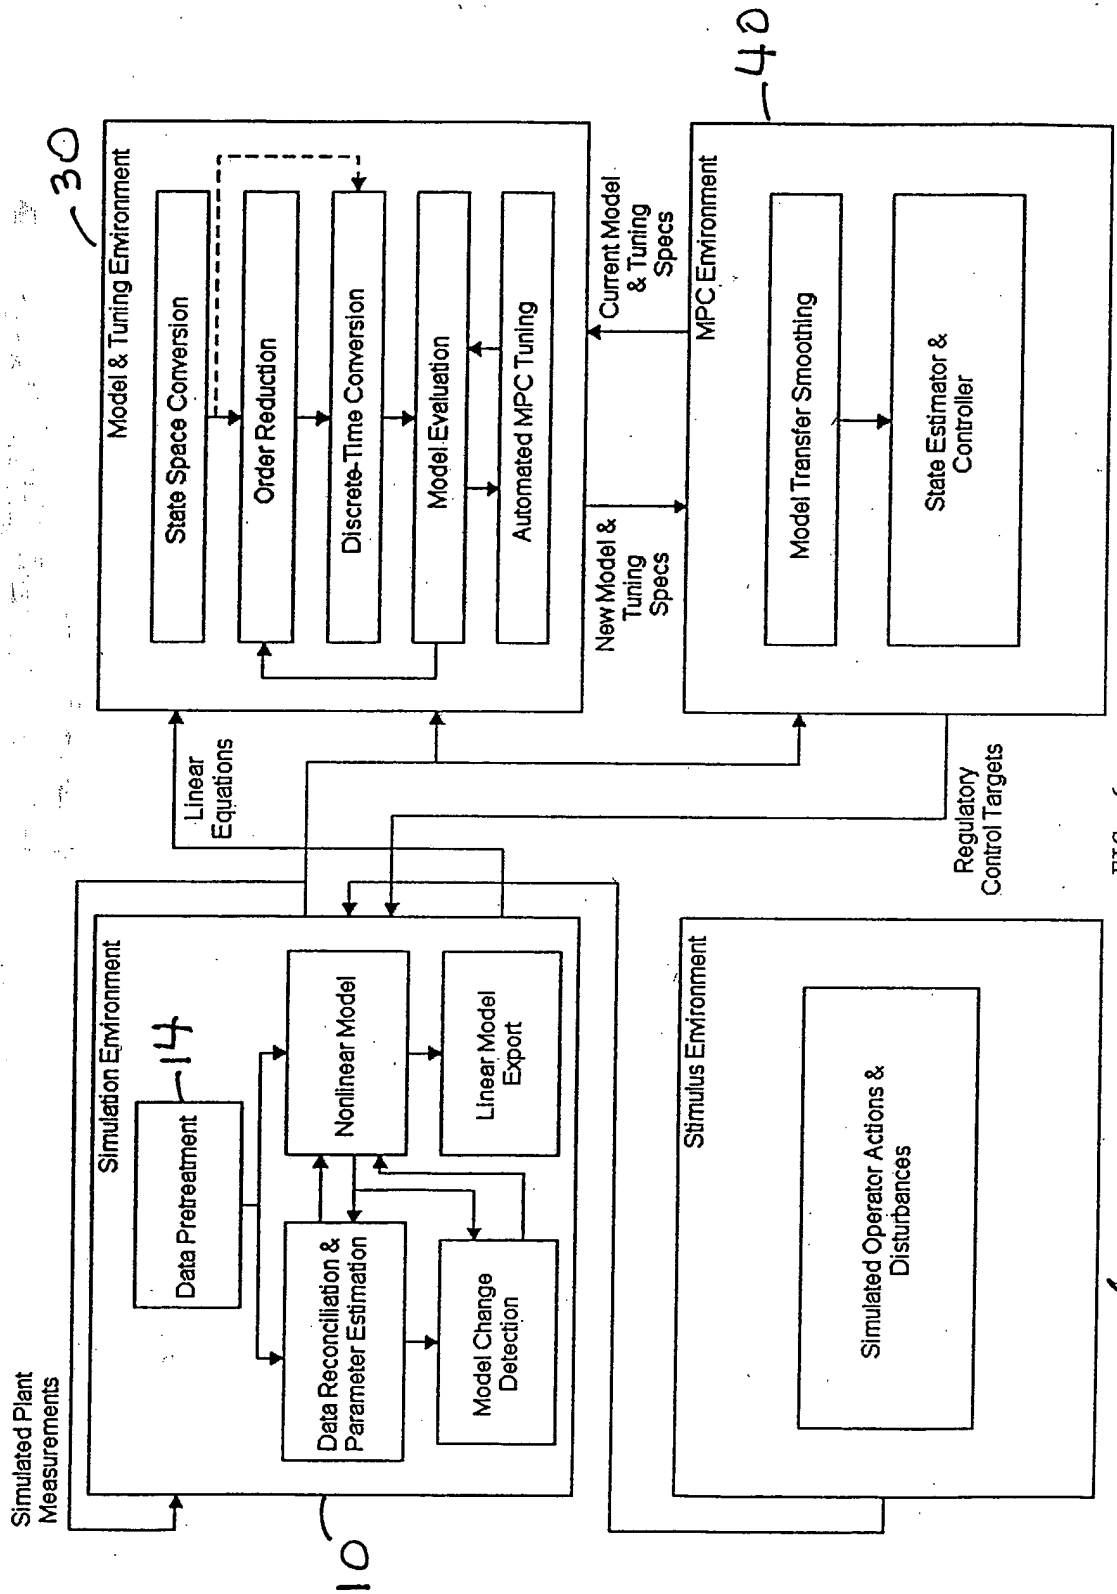 Simulated Plant
Measurements
Simulation Environment
10
Data Pretreatment
14
Data Reconciliation &
Parameter Estimation
Nonlinear Model
Model Change
Detection
Linear Model
Export
Linear
Equations
Model & Tuning Environment
30
State Space Conversion
Order Reduction
Discrete-Time Conversion
Model Evaluation
Automated MPC Tuning
New Model &
Tuning
Specs
Current Model
& Tuning
Specs
Stimulus Environment
Simulated Operator Actions &
Disturbances
Regulatory
Control Targets
MPC Environment
40
Model Transfer Smoothing
State Estimator &
Controller